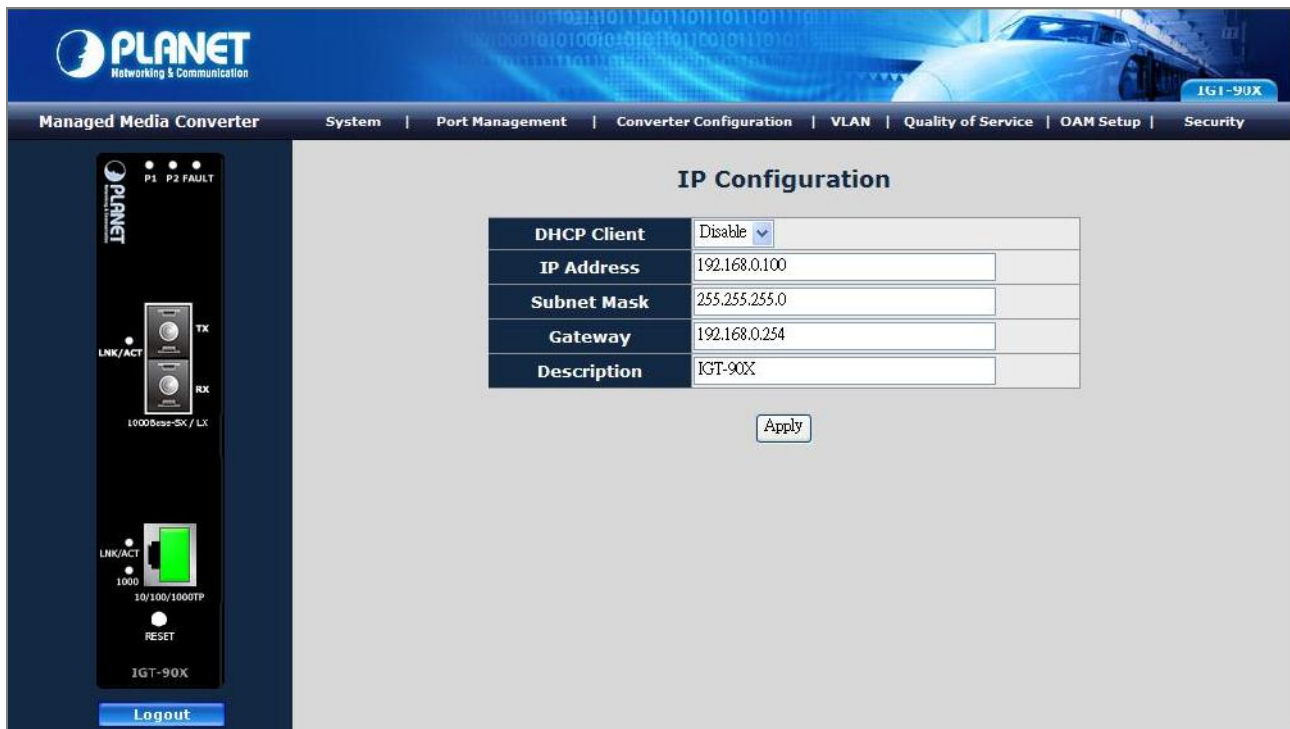 PLANET
Networking & Communication
IGT-90X
Managed Media Converter
System | Port Management | Converter Configuration | VLAN | Quality of Service | OAM Setup | Security
PLANET
P1 P2 FAULT
TX
LNK/ACT
RX
1000Base-SX / LX
LNK/ACT
1000
10/100/1000TP
RESET
IGT-90X
Logout
IP Configuration
DHCP Client Disable
IP Address 192.168.0.100
Subnet Mask 255.255.255.0
Gateway 192.168.0.254
Description IGT-90X
Apply